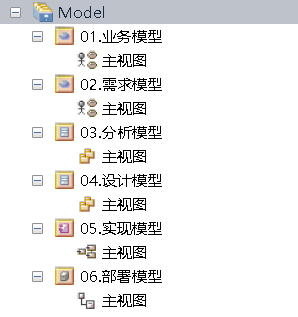 Model
01.业务模型
主视图
02.需求模型
主视图
03.分析模型
主视图
04.设计模型
主视图
05.实现模型
主视图
06.部署模型
主视图